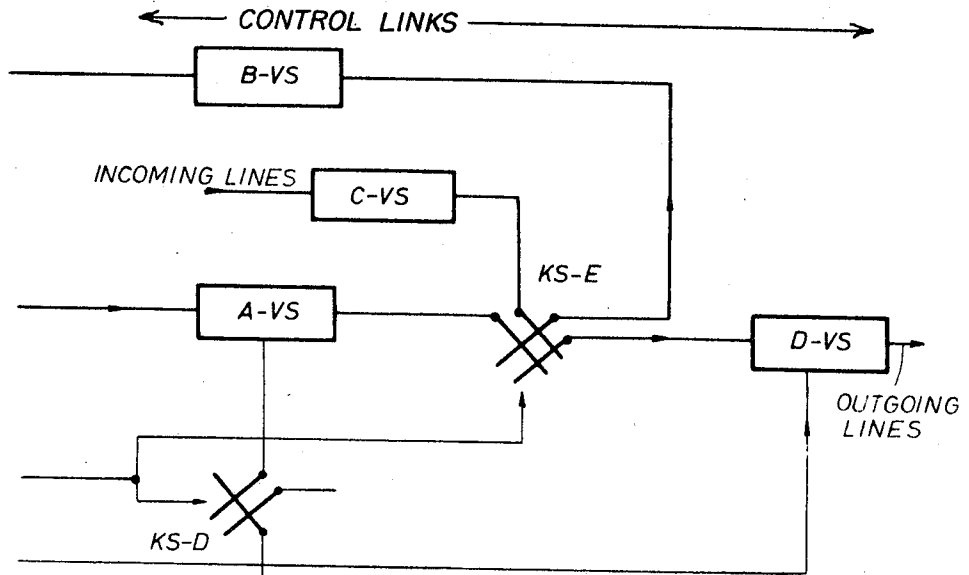 CONTROL LINKS
B-VS
INCOMING LINES
C-VS
KS-E
A-VS
D-VS
OUTGOING
LINES
KS-D